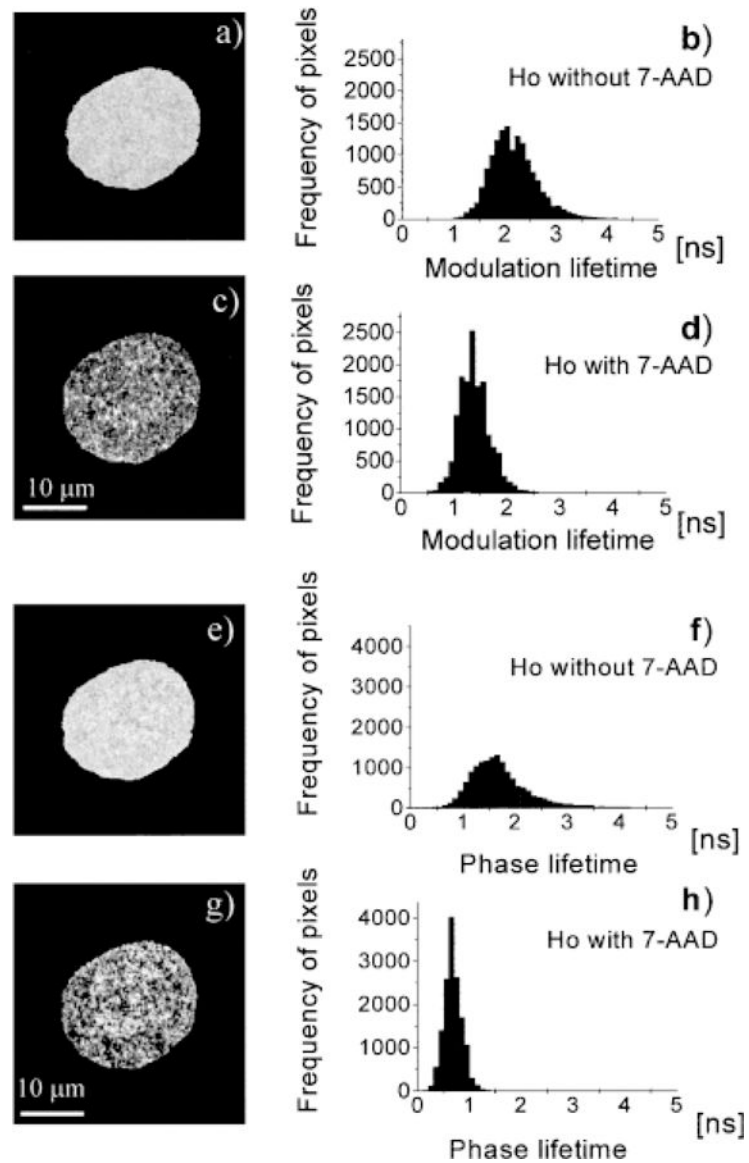 a)
b)
Ho without 7-AAD
Frequency of pixels
2500
2000
1500
1000
500
0
0 1 2 3 4 5
[ns]
Modulation lifetime
c)
10 μm
d)
Ho with 7-AAD
Frequency of pixels
2500
2000
1500
1000
500
0
0 1 2 3 4 5
[ns]
Modulation lifetime
e)
f)
Ho without 7-AAD
Frequency of pixels
4000
3000
2000
1000
0
0 1 2 3 4 5
[ns]
Phase lifetime
g)
10 μm
h)
Ho with 7-AAD
Frequency of pixels
4000
3000
2000
1000
0
0 1 2 3 4 5
[ns]
Phase lifetime